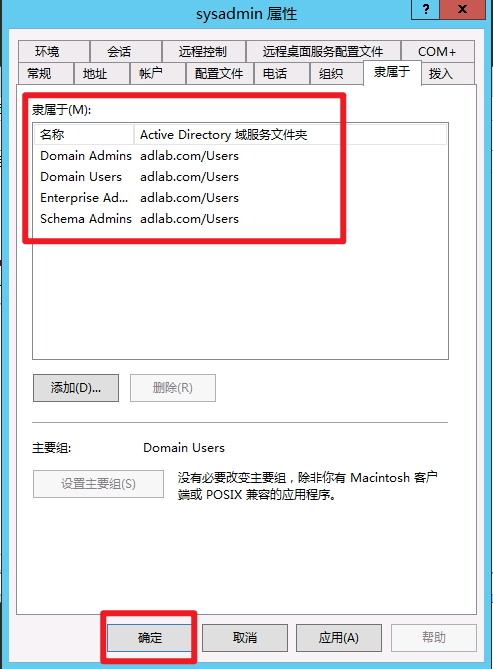 sysadmin 属性
? x
环境 会话 远程控制 远程桌面服务配置文件 COM+
常规 地址 帐户 配置文件 电话 组织 隶属于 拨入
隶属于(M):
名称 Active Directory 域服务文件夹
Domain Admins adlab.com/Users
Domain Users adlab.com/Users
Enterprise Ad... adlab.com/Users
Schema Admins adlab.com/Users
添加(D)... 删除(R)
主要组: Domain Users
设置主要组(S) 没有必要改变主要组，除非你有 Macintosh 客户
端或 POSIX 兼容的应用程序。
确定 取消 应用(A) 帮助